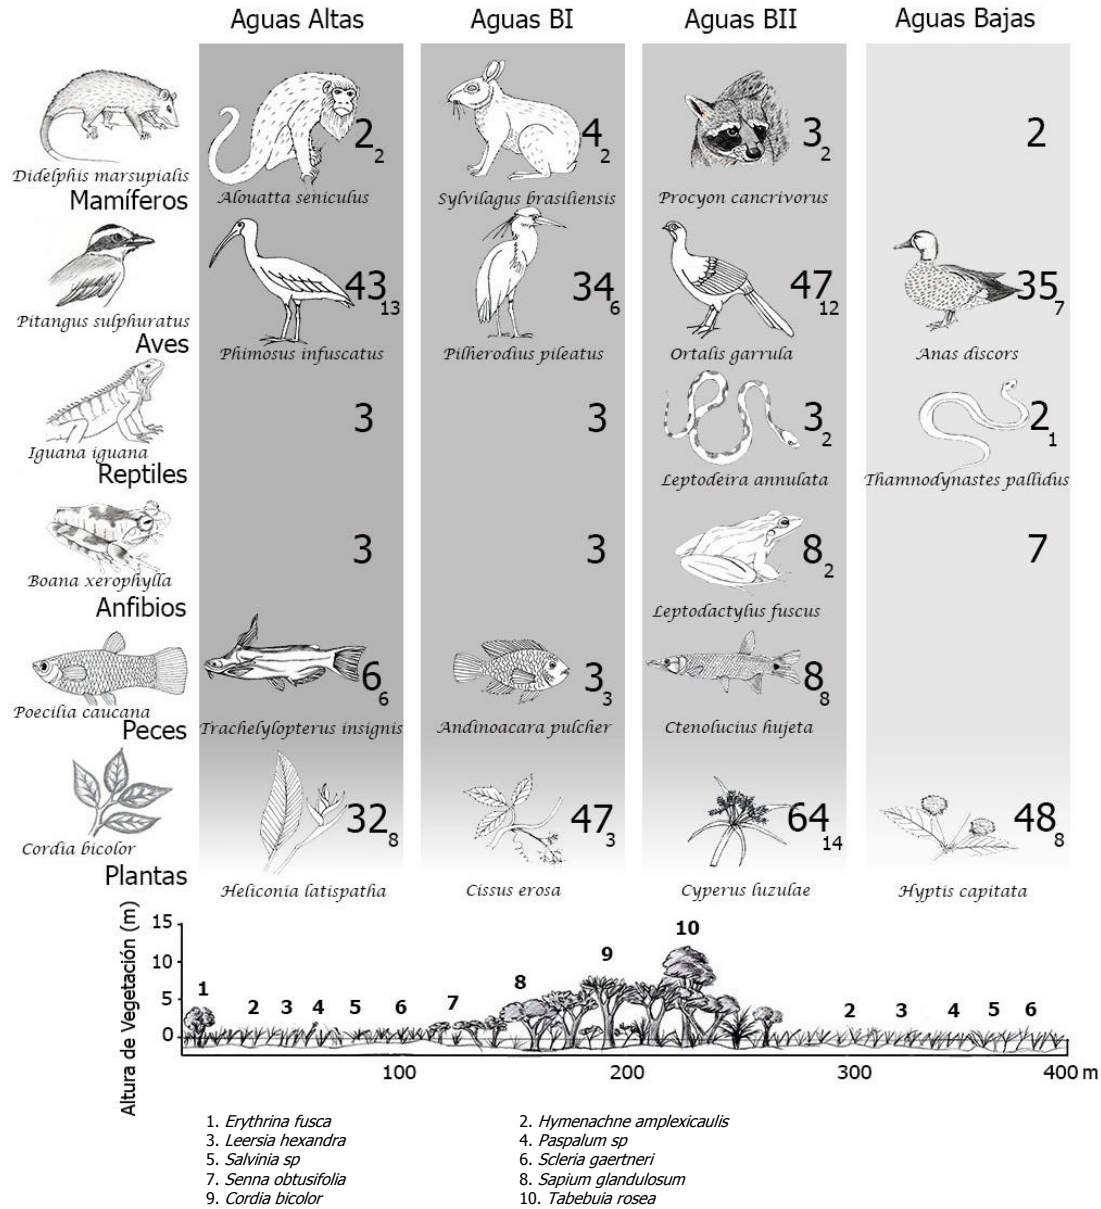 Aguas Altas Aguas BI Aguas BII Aguas Bajas
2 2 4 2 3 2 2
Didelphis marsupialis
Alouatta seniculus Sylvilagus brasiliensis Procyon cancrivorus
Mamíferos
43 13 34 6 47 12 35 7
Pitangus sulphuratus
Aves
Phimosus infuscatus Pilherodius pileatus Ortalis garrula Anas discors
3 3 3 2 2 1
Iguana iguana
Reptiles
Leptodeira annulata Thamnodynastes pallidus
3 3 8 2 7
Boana xerophylla
Anfibios
Leptodactylus fuscus
6 6 3 3 8 8
Poecilia caucana
Peces
Trachelylopterus insignis Andinoacara pulcher Ctenolucius hujeta
32 8 47 3 64 14 48 8
Cordia bicolor
Plantas
Heliconia latispatha Cissus erosa Cyperus luzulae Hyptis capitata
Altura de Vegetación (m)
15
10
5
0
1 2 3 4 5 6 7 8 9 10 2 3 4 5 6
100 200 300 400 m
1. Erythrina fusca 2. Hymenachne amplexicaulis
3. Leersia hexandra 4. Paspalum sp
5. Salvinia sp 6. Scleria gaertneri
7. Senna obtusifolia 8. Sapium glandulosum
9. Cordia bicolor 10. Tabebuia rosea